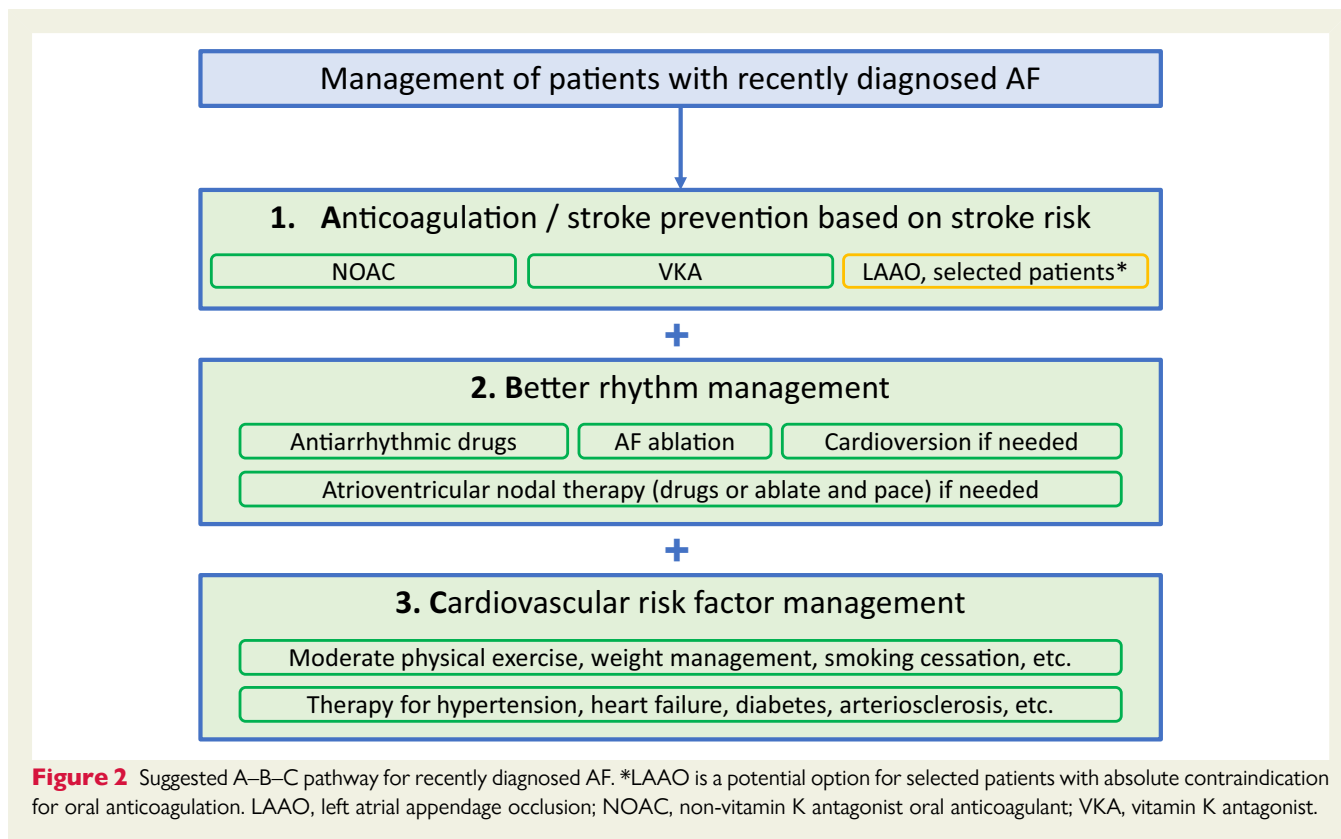 Management of patients with recently diagnosed AF
1. Anticoagulation / stroke prevention based on stroke risk
NOAC
VKA
LAAO, selected patients*
+
2. Better rhythm management
Antiarrhythmic drugs
AF ablation
Cardioversion if needed
Atrioventricular nodal therapy (drugs or ablate and pace) if needed
+
3. Cardiovascular risk factor management
Moderate physical exercise, weight management, smoking cessation, etc.
Therapy for hypertension, heart failure, diabetes, arteriosclerosis, etc.
Figure 2 Suggested A–B–C pathway for recently diagnosed AF. *LAAO is a potential option for selected patients with absolute contraindication
for oral anticoagulation. LAAO, left atrial appendage occlusion; NOAC, non-vitamin K antagonist oral anticoagulant; VKA, vitamin K antagonist.